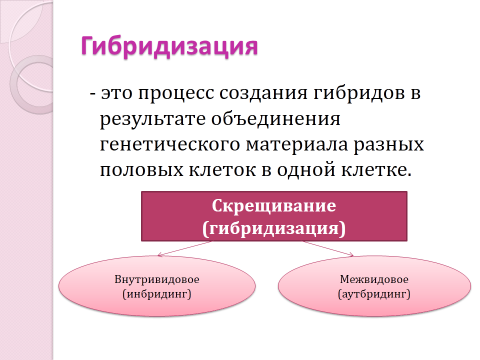 Гибридизация
- это процесс создания гибридов в
результате объединения
генетического материала разных
половых клеток в одной клетке.
Скрещивание
(гибридизация)
Внутривидовое
(инбридинг)
Межвидовое
(аутбридинг)